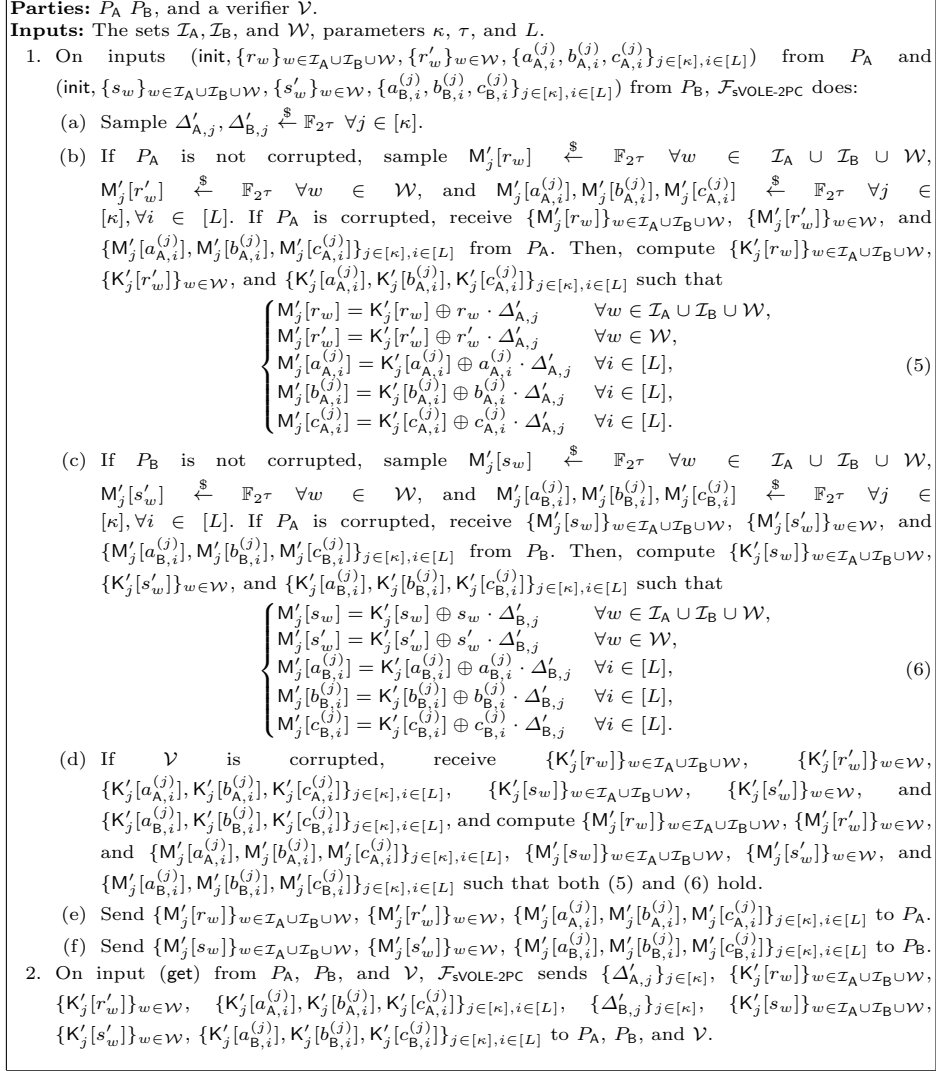 Parties: P_A P_B, and a verifier 𝒱.
Inputs: The sets ℐ_A, ℐ_B, and 𝒲, parameters κ, τ, and L.
1. On inputs (init, {r_w}_{w∈ℐ_A∪ℐ_B∪𝒲}, {r'_w}_{w∈𝒲}, {a^{(j)}_{A,i}, b^{(j)}_{A,i}, c^{(j)}_{A,i}}_{j∈[κ],i∈[L]}) from P_A and
(init, {s_w}_{w∈ℐ_A∪ℐ_B∪𝒲}, {s'_w}_{w∈𝒲}, {a^{(j)}_{B,i}, b^{(j)}_{B,i}, c^{(j)}_{B,i}}_{j∈[κ],i∈[L]}) from P_B, ℱ_{sVOLE-2PC} does:
(a) Sample Δ'_{A,j}, Δ'_{B,j} ←$ 𝔽_{2^τ} ∀j ∈ [κ].
(b) If P_A is not corrupted, sample M'_j[r_w] ←$ 𝔽_{2^τ} ∀w ∈ ℐ_A ∪ ℐ_B ∪ 𝒲,
M'_j[r'_w] ←$ 𝔽_{2^τ} ∀w ∈ 𝒲, and M'_j[a^{(j)}_{A,i}], M'_j[b^{(j)}_{A,i}], M'_j[c^{(j)}_{A,i}] ←$ 𝔽_{2^τ} ∀j ∈
[κ], ∀i ∈ [L]. If P_A is corrupted, receive {M'_j[r_w]}_{w∈ℐ_A∪ℐ_B∪𝒲}, {M'_j[r'_w]}_{w∈𝒲}, and
{M'_j[a^{(j)}_{A,i}], M'_j[b^{(j)}_{A,i}], M'_j[c^{(j)}_{A,i}]}_{j∈[κ],i∈[L]} from P_A. Then, compute {K'_j[r_w]}_{w∈ℐ_A∪ℐ_B∪𝒲},
{K'_j[r'_w]}_{w∈𝒲}, and {K'_j[a^{(j)}_{A,i}], K'_j[b^{(j)}_{A,i}], K'_j[c^{(j)}_{A,i}]}_{j∈[κ],i∈[L]} such that
M'_j[r_w] = K'_j[r_w] ⊕ r_w · Δ'_{A,j} ∀w ∈ ℐ_A ∪ ℐ_B ∪ 𝒲,
M'_j[r'_w] = K'_j[r'_w] ⊕ r'_w · Δ'_{A,j} ∀w ∈ 𝒲,
M'_j[a^{(j)}_{A,i}] = K'_j[a^{(j)}_{A,i}] ⊕ a^{(j)}_{A,i} · Δ'_{A,j} ∀i ∈ [L], (5)
M'_j[b^{(j)}_{A,i}] = K'_j[b^{(j)}_{A,i}] ⊕ b^{(j)}_{A,i} · Δ'_{A,j} ∀i ∈ [L],
M'_j[c^{(j)}_{A,i}] = K'_j[c^{(j)}_{A,i}] ⊕ c^{(j)}_{A,i} · Δ'_{A,j} ∀i ∈ [L].
(c) If P_B is not corrupted, sample M'_j[s_w] ←$ 𝔽_{2^τ} ∀w ∈ ℐ_A ∪ ℐ_B ∪ 𝒲,
M'_j[s'_w] ←$ 𝔽_{2^τ} ∀w ∈ 𝒲, and M'_j[a^{(j)}_{B,i}], M'_j[b^{(j)}_{B,i}], M'_j[c^{(j)}_{B,i}] ←$ 𝔽_{2^τ} ∀j ∈
[κ], ∀i ∈ [L]. If P_A is corrupted, receive {M'_j[s_w]}_{w∈ℐ_A∪ℐ_B∪𝒲}, {M'_j[s'_w]}_{w∈𝒲}, and
{M'_j[a^{(j)}_{B,i}], M'_j[b^{(j)}_{B,i}], M'_j[c^{(j)}_{B,i}]}_{j∈[κ],i∈[L]} from P_B. Then, compute {K'_j[s_w]}_{w∈ℐ_A∪ℐ_B∪𝒲},
{K'_j[s'_w]}_{w∈𝒲}, and {K'_j[a^{(j)}_{B,i}], K'_j[b^{(j)}_{B,i}], K'_j[c^{(j)}_{B,i}]}_{j∈[κ],i∈[L]} such that
M'_j[s_w] = K'_j[s_w] ⊕ s_w · Δ'_{B,j} ∀w ∈ ℐ_A ∪ ℐ_B ∪ 𝒲,
M'_j[s'_w] = K'_j[s'_w] ⊕ s'_w · Δ'_{B,j} ∀w ∈ 𝒲,
M'_j[a^{(j)}_{B,i}] = K'_j[a^{(j)}_{B,i}] ⊕ a^{(j)}_{B,i} · Δ'_{B,j} ∀i ∈ [L], (6)
M'_j[b^{(j)}_{B,i}] = K'_j[b^{(j)}_{B,i}] ⊕ b^{(j)}_{B,i} · Δ'_{B,j} ∀i ∈ [L],
M'_j[c^{(j)}_{B,i}] = K'_j[c^{(j)}_{B,i}] ⊕ c^{(j)}_{B,i} · Δ'_{B,j} ∀i ∈ [L].
(d) If 𝒱 is corrupted, receive {K'_j[r_w]}_{w∈ℐ_A∪ℐ_B∪𝒲}, {K'_j[r'_w]}_{w∈𝒲},
{K'_j[a^{(j)}_{A,i}], K'_j[b^{(j)}_{A,i}], K'_j[c^{(j)}_{A,i}]}_{j∈[κ],i∈[L]}, {K'_j[s_w]}_{w∈ℐ_A∪ℐ_B∪𝒲}, {K'_j[s'_w]}_{w∈𝒲}, and
{K'_j[a^{(j)}_{B,i}], K'_j[b^{(j)}_{B,i}], K'_j[c^{(j)}_{B,i}]}_{j∈[κ],i∈[L]}, and compute {M'_j[r_w]}_{w∈ℐ_A∪ℐ_B∪𝒲}, {M'_j[r'_w]}_{w∈𝒲},
and {M'_j[a^{(j)}_{A,i}], M'_j[b^{(j)}_{A,i}], M'_j[c^{(j)}_{A,i}]}_{j∈[κ],i∈[L]}, {M'_j[s_w]}_{w∈ℐ_A∪ℐ_B∪𝒲}, {M'_j[s'_w]}_{w∈𝒲}, and
{M'_j[a^{(j)}_{B,i}], M'_j[b^{(j)}_{B,i}], M'_j[c^{(j)}_{B,i}]}_{j∈[κ],i∈[L]} such that both (5) and (6) hold.
(e) Send {M'_j[r_w]}_{w∈ℐ_A∪ℐ_B∪𝒲}, {M'_j[r'_w]}_{w∈𝒲}, {M'_j[a^{(j)}_{A,i}], M'_j[b^{(j)}_{A,i}], M'_j[c^{(j)}_{A,i}]}_{j∈[κ],i∈[L]} to P_A.
(f) Send {M'_j[s_w]}_{w∈ℐ_A∪ℐ_B∪𝒲}, {M'_j[s'_w]}_{w∈𝒲}, {M'_j[a^{(j)}_{B,i}], M'_j[b^{(j)}_{B,i}], M'_j[c^{(j)}_{B,i}]}_{j∈[κ],i∈[L]} to P_B.
2. On input (get) from P_A, P_B, and 𝒱, ℱ_{sVOLE-2PC} sends {Δ'_{A,j}}_{j∈[κ]}, {K'_j[r_w]}_{w∈ℐ_A∪ℐ_B∪𝒲},
{K'_j[r'_w]}_{w∈𝒲}, {K'_j[a^{(j)}_{A,i}], K'_j[b^{(j)}_{A,i}], K'_j[c^{(j)}_{A,i}]}_{j∈[κ],i∈[L]}, {Δ'_{B,j}}_{j∈[κ]}, {K'_j[s_w]}_{w∈ℐ_A∪ℐ_B∪𝒲},
{K'_j[s'_w]}_{w∈𝒲}, {K'_j[a^{(j)}_{B,i}], K'_j[b^{(j)}_{B,i}], K'_j[c^{(j)}_{B,i}]}_{j∈[κ],i∈[L]} to P_A, P_B, and 𝒱.